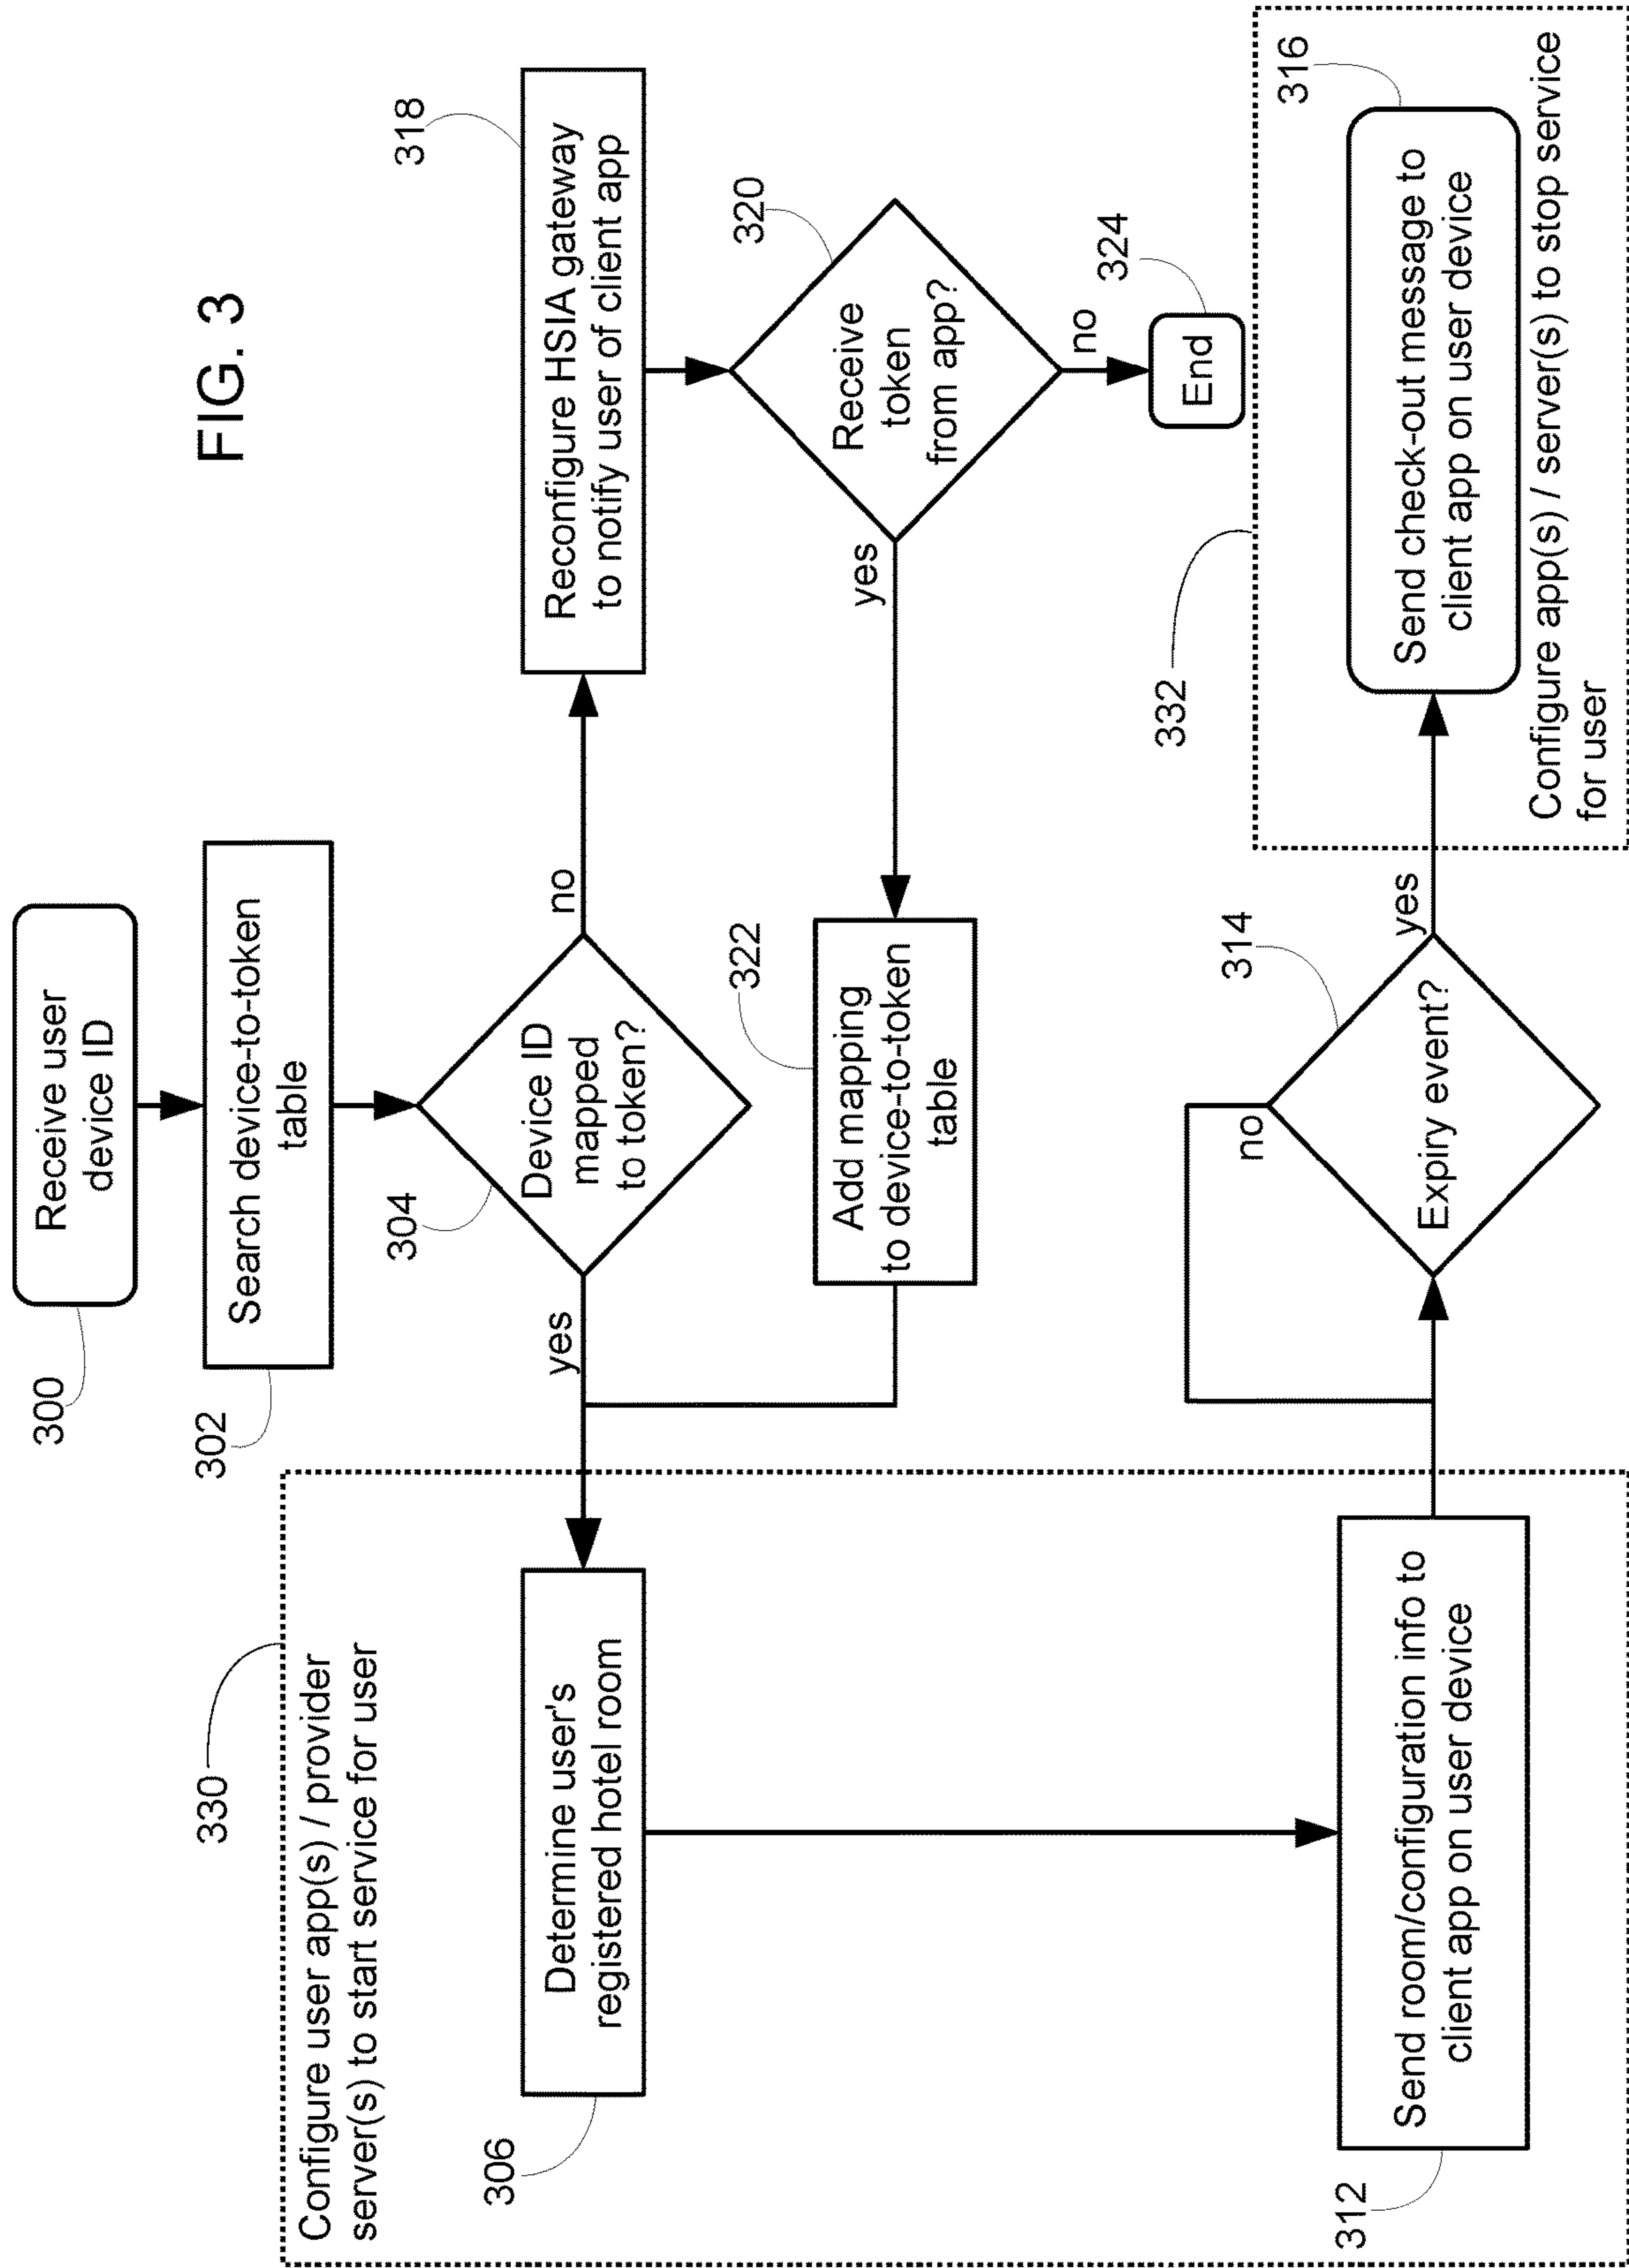 FIG. 3
300
Receive user
device ID
302
Search device-to-token
table
304
Device ID
mapped
to token?
yes
no
318
Reconfigure HSIA gateway
to notify user of client app
320
Receive
token
from app?
yes
no
324
End
322
Add mapping
to device-to-token
table
330
Configure user app(s) / provider
server(s) to start service for user
306
Determine user's
registered hotel room
312
Send room/configuration info to
client app on user device
314
Expiry event?
no
yes
332
316
Send check-out message to
client app on user device
Configure app(s) / server(s) to stop service
for user